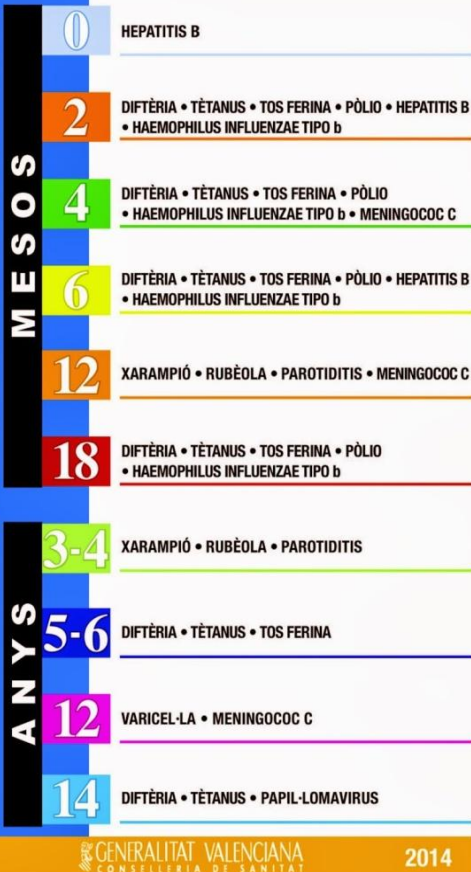 MESOS
0
HEPATITIS B
2
DIFTÈRIA • TÈTANUS • TOS FERINA • PÒLIO • HEPATITIS B
• HAEMOPHILUS INFLUENZAE TIPO b
4
DIFTÈRIA • TÈTANUS • TOS FERINA • PÒLIO
• HAEMOPHILUS INFLUENZAE TIPO b • MENINGOCOC C
6
DIFTÈRIA • TÈTANUS • TOS FERINA • PÒLIO • HEPATITIS B
• HAEMOPHILUS INFLUENZAE TIPO b
12
XARAMPIÓ • RUBÈOLA • PAROTIDITIS • MENINGOCOC C
18
DIFTÈRIA • TÈTANUS • TOS FERINA • PÒLIO
• HAEMOPHILUS INFLUENZAE TIPO b
ANYS
3-4
XARAMPIÓ • RUBÈOLA • PAROTIDITIS
5-6
DIFTÈRIA • TÈTANUS • TOS FERINA
12
VARICEL·LA • MENINGOCOC C
14
DIFTÈRIA • TÈTANUS • PAPIL·LOMAVIRUS
GENERALITAT VALENCIANA
CONSELLERIA DE SANITAT
2014